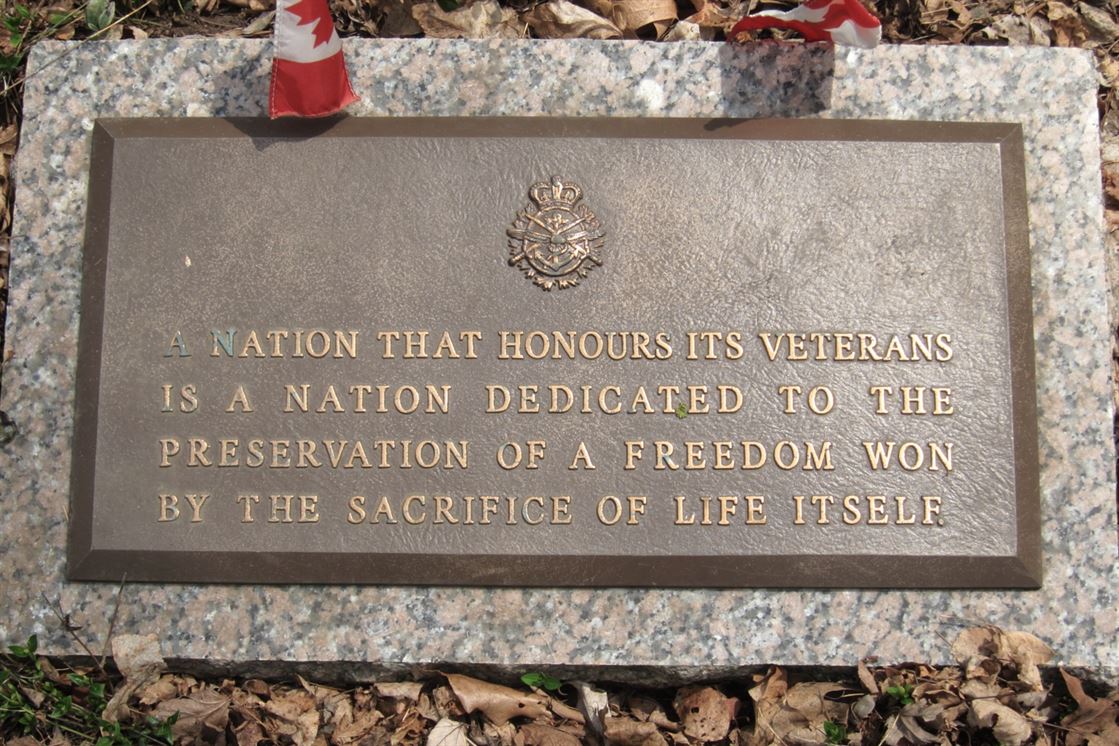 A NATION THAT HONOURS ITS VETERANS
IS A NATION DEDICATED TO THE
PRESERVATION OF A FREEDOM WON
BY THE SACRIFICE OF LIFE ITSELF.